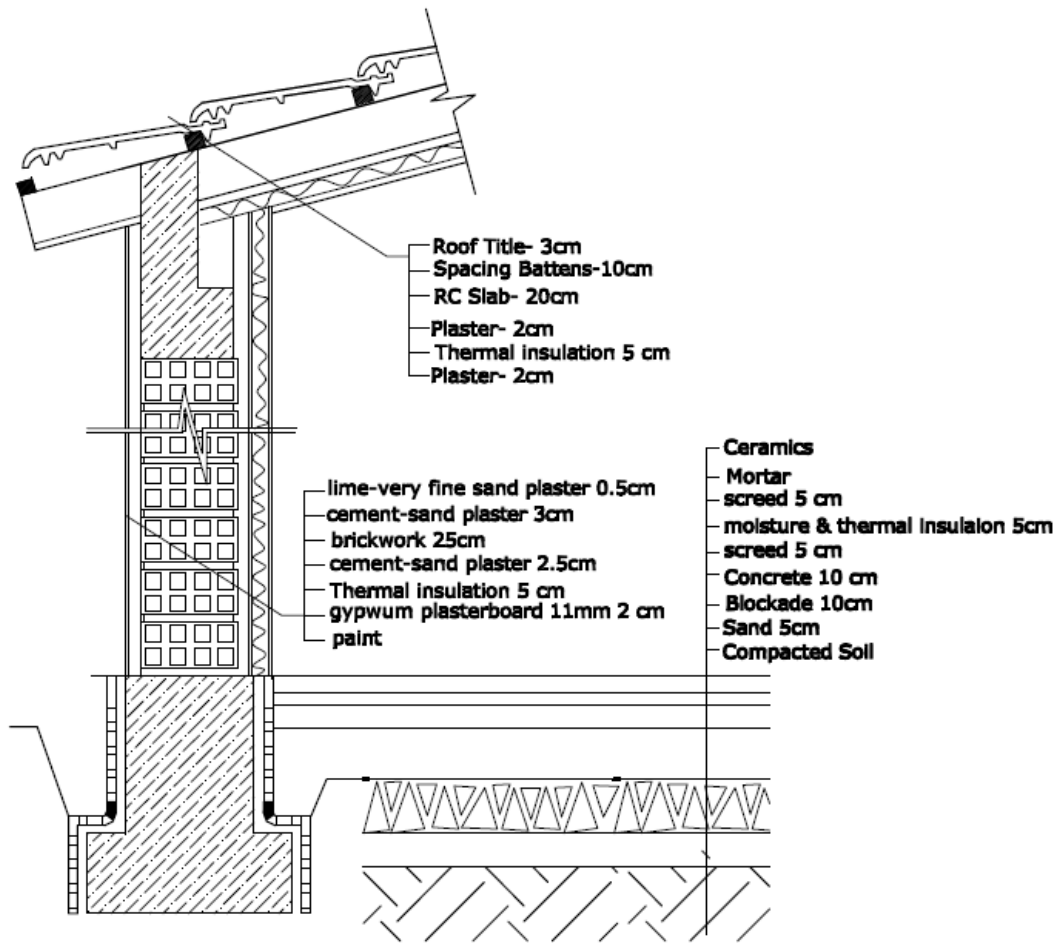 Roof Title- 3cm
Spacing Battens-10cm
RC Slab- 20cm
Plaster- 2cm
Thermal insulation 5 cm
Plaster- 2cm
lime-very fine sand plaster 0.5cm
cement-sand plaster 3cm
brickwork 25cm
cement-sand plaster 2.5cm
Thermal insulation 5 cm
gypwum plasterboard 11mm 2 cm
paint
Ceramics
Mortar
screed 5 cm
moisture & thermal insulaion 5cm
screed 5 cm
Concrete 10 cm
Blockade 10cm
Sand 5cm
Compacted Soil